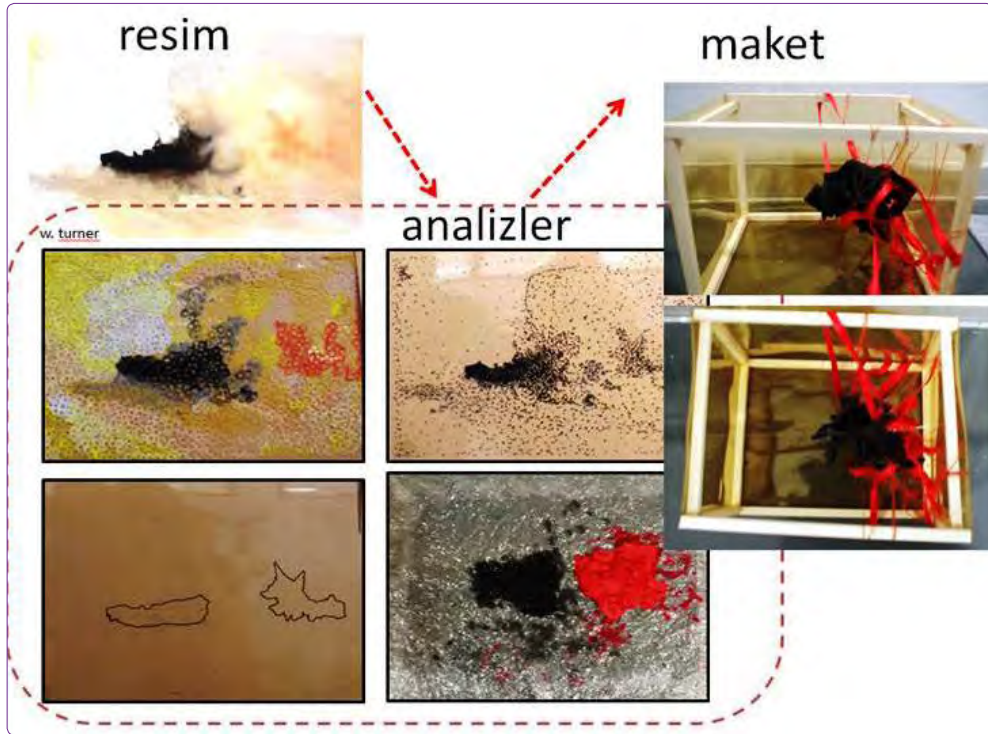 resim
maket
w. turner
analizler